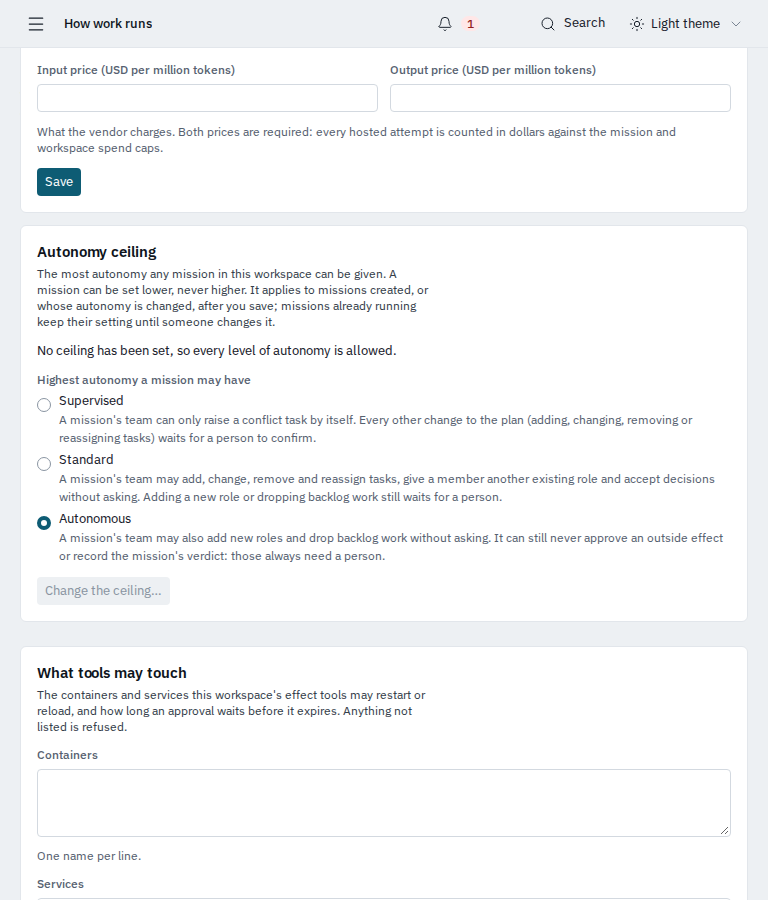 How work runs
1
Search
Light theme
Input price (USD per million tokens)
Output price (USD per million tokens)
What the vendor charges. Both prices are required: every hosted attempt is counted in dollars against the mission and
workspace spend caps.
Save
Autonomy ceiling
The most autonomy any mission in this workspace can be given. A
mission can be set lower, never higher. It applies to missions created, or
whose autonomy is changed, after you save; missions already running
keep their setting until someone changes it.
No ceiling has been set, so every level of autonomy is allowed.
Highest autonomy a mission may have
Supervised
A mission's team can only raise a conflict task by itself. Every other change to the plan (adding, changing, removing or
reassigning tasks) waits for a person to confirm.
Standard
A mission's team may add, change, remove and reassign tasks, give a member another existing role and accept decisions
without asking. Adding a new role or dropping backlog work still waits for a person.
Autonomous
A mission's team may also add new roles and drop backlog work without asking. It can still never approve an outside effect
or record the mission's verdict: those always need a person.
Change the ceiling...
What tools may touch
The containers and services this workspace's effect tools may restart or
reload, and how long an approval waits before it expires. Anything not
listed is refused.
Containers
One name per line.
Services